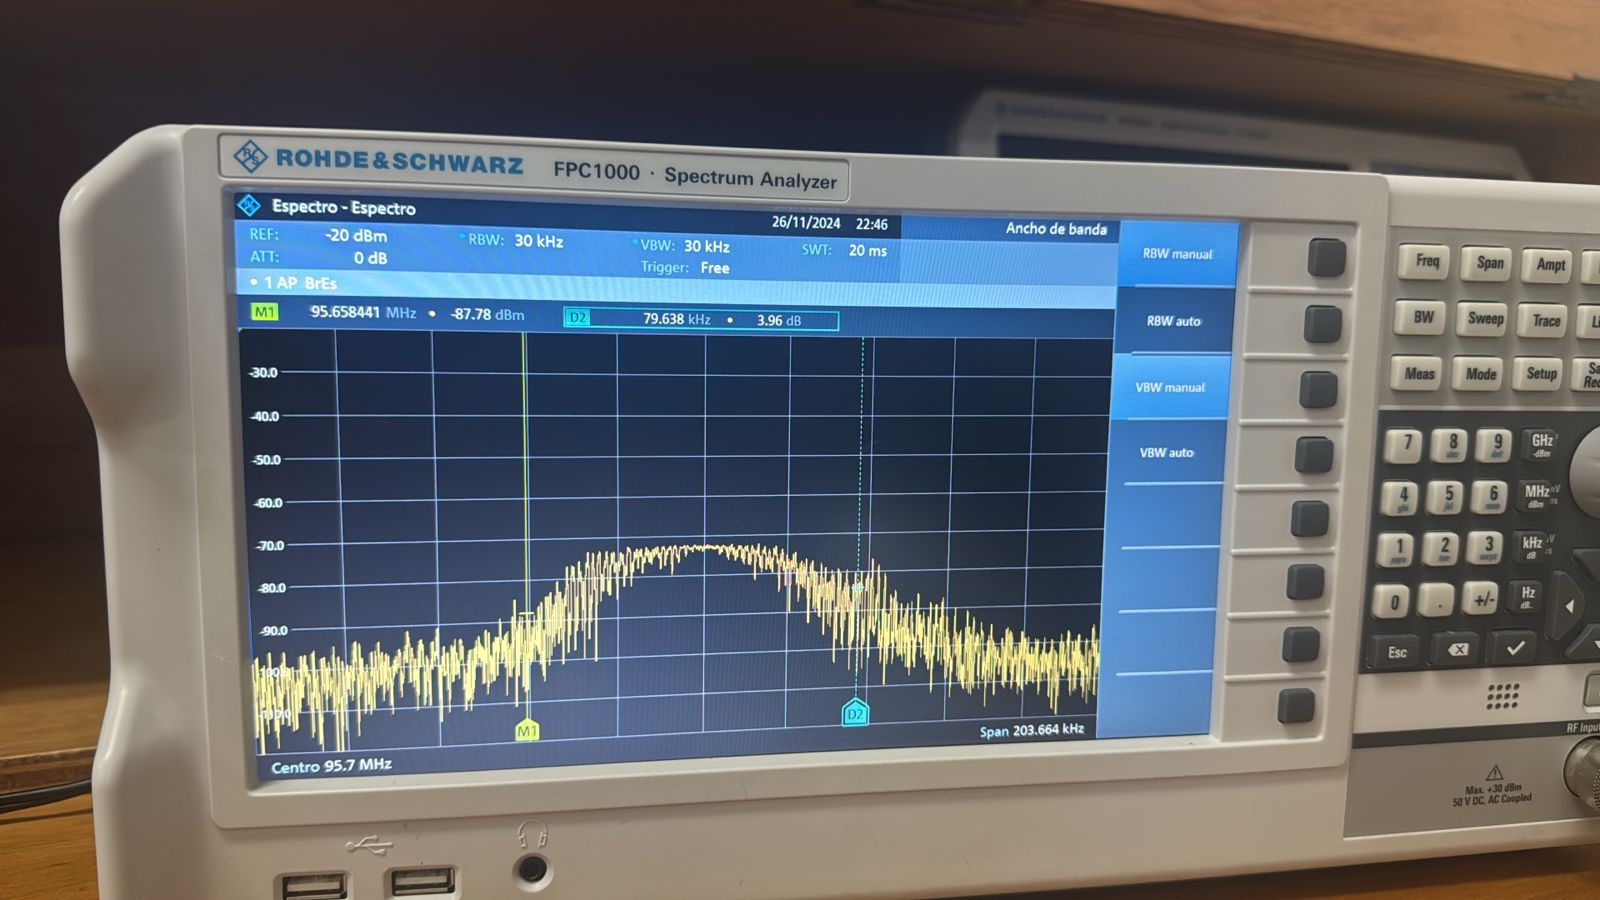 ROHDE & SCHWARZ FPC1000 · Spectrum Analyzer
Espectro - Espectro
26/11/2024 22:46
Ancho de banda
REF: -20 dBm RBW: 30 kHz VBW: 30 kHz SWT: 20 ms
ATT: 0 dB Trigger: Free
1 AP BrEs
M1 95.658441 MHz • -87.78 dBm D2 79.638 kHz • 3.96 dB
-30.0
-40.0
-50.0
-60.0
-70.0
-80.0
-90.0
M1
D2
Span 203.664 kHz
Centro 95.7 MHz
RBW manual
RBW auto
VBW manual
VBW auto
Freq Span Ampt
BW Sweep Trace
Meas Mode Setup
7 8 9 GHz -dBm
4 5 6 MHz dBm
1 2 3 kHz dB
0 . +/- Hz dB..
Esc
RF Input
Max. +30 dBm
50 V DC, AC Coupled